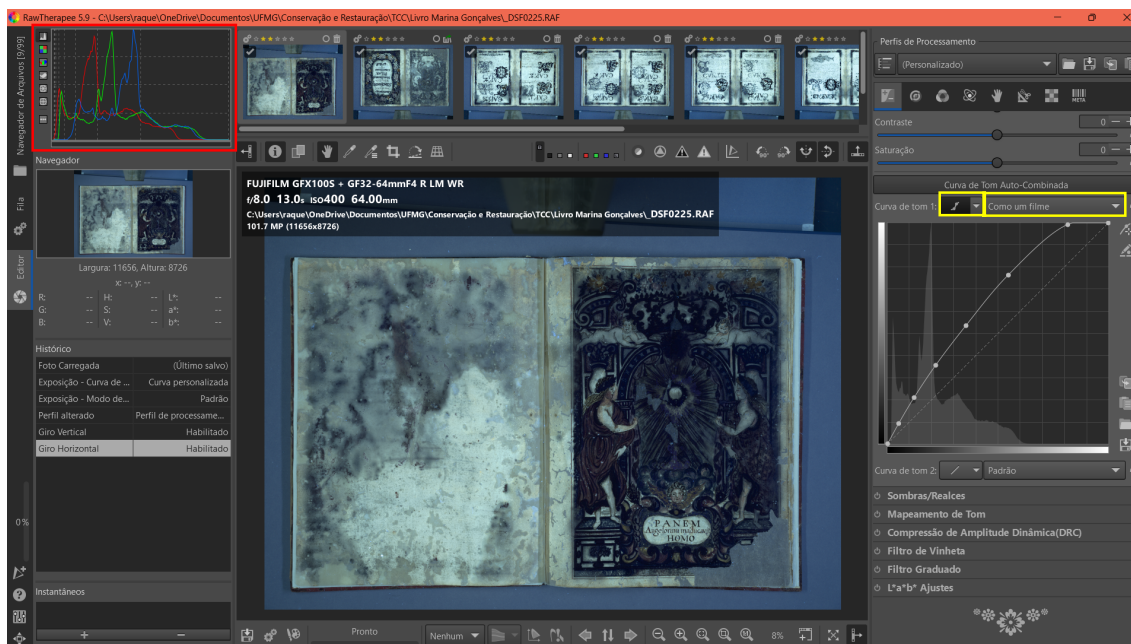 RawTherapee 5.9 - C:\Users\raque\OneDrive\Documentos\UFMG\Conservação e Restauração\TCC\Livro Marina Gonçalves\_DSF0225.RAF
Navegador de Arquivos [9/99]
Fila
Editor
0%
Navegador
Largura: 11656, Altura: 8726
x: --, y: --
R: -- H: -- L*: --
G: -- S: -- a*: --
B: -- V: -- b*: --
Histórico
Foto Carregada (Último salvo)
Exposição - Curva de ... Curva personalizada
Exposição - Modo de... Padrão
Perfil alterado Perfil de processame...
Giro Vertical Habilitado
Giro Horizontal Habilitado
Instantâneos
FUJIFILM GFX100S + GF32-64mmF4 R LM WR
f/8.0 13.0s ISO400 64.00mm
C:\Users\raque\OneDrive\Documentos\UFMG\Conservação e Restauração\TCC\Livro Marina Gonçalves\_DSF0225.RAF
101.7 MP (11656x8726)
PANEM
Angelorum manducat
HOMO
Pronto
Nenhum
8%
Perfis de Processamento
(Personalizado)
META
Contraste 0
Saturação 0
Curva de Tom Auto-Combinada
Curva de tom 1: Como um filme
Curva de tom 2: Padrão
Sombras/Realces
Mapeamento de Tom
Compressão de Amplitude Dinâmica(DRC)
Filtro de Vinheta
Filtro Graduado
L*a*b* Ajustes